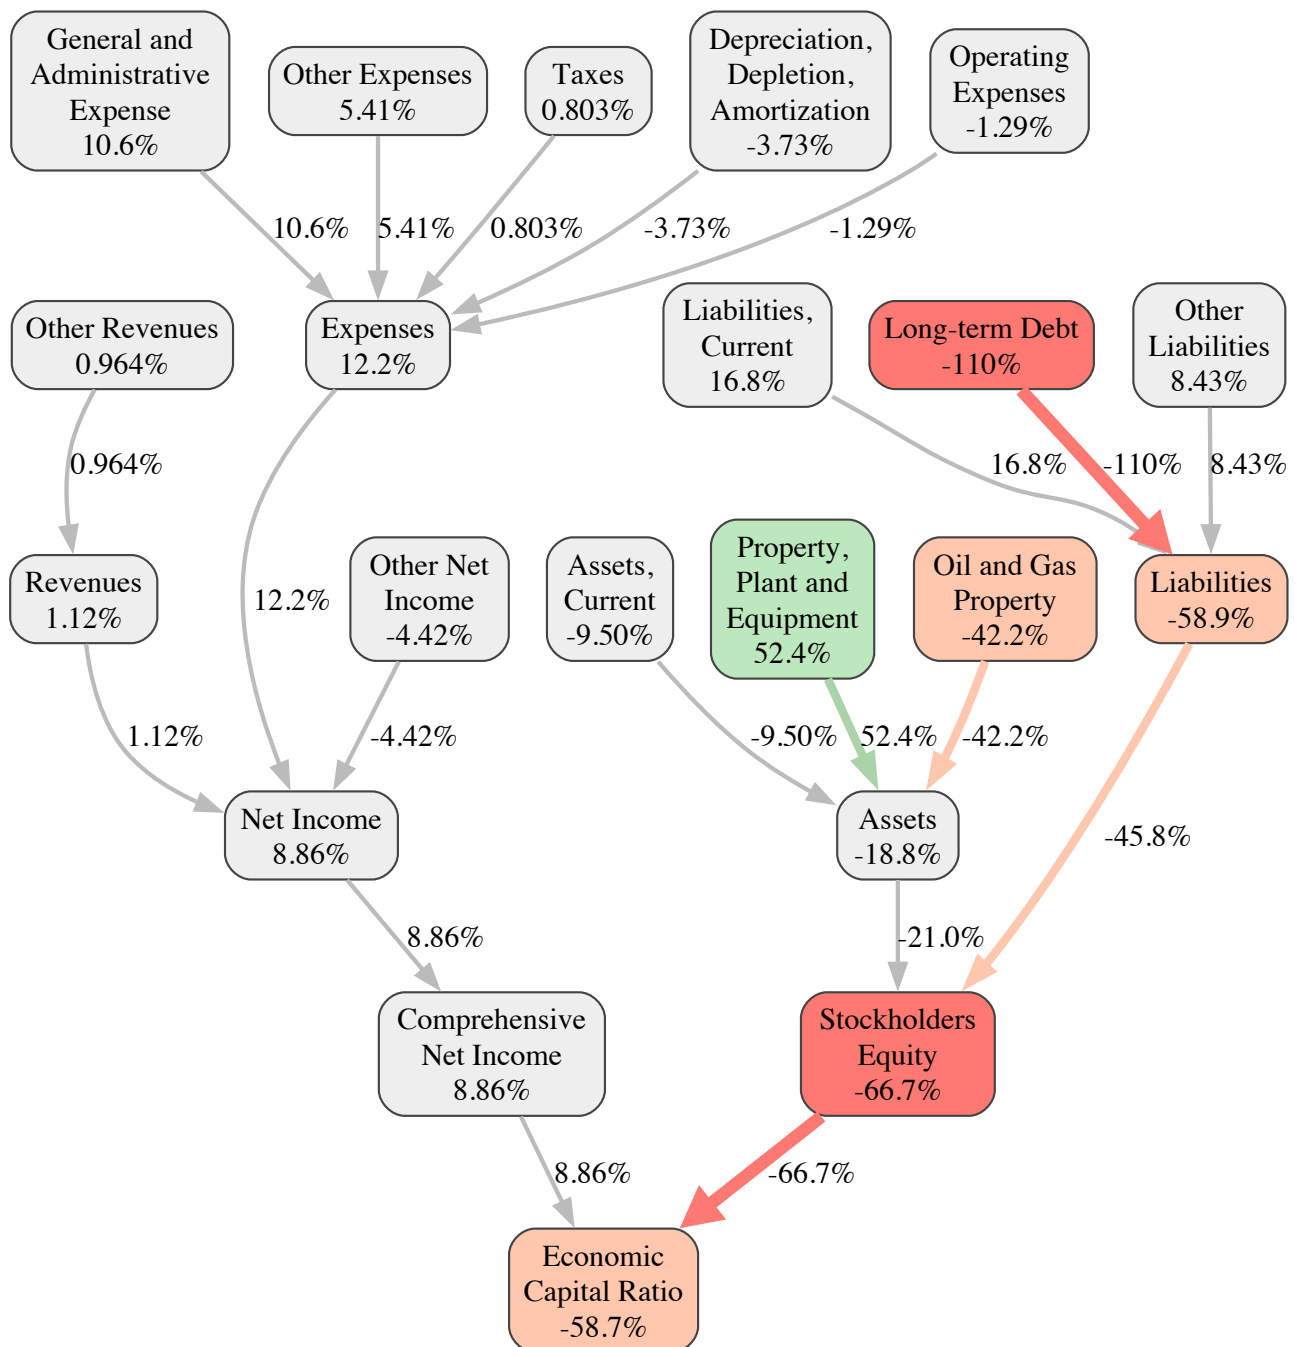 General and
Administrative
Expense
10.6%
Other Expenses
5.41%
Taxes
0.803%
Depreciation,
Depletion,
Amortization
-3.73%
Operating
Expenses
-1.29%
10.6%
5.41%
0.803%
-3.73%
-1.29%
Other Revenues
0.964%
Expenses
12.2%
Liabilities,
Current
16.8%
Long-term Debt
-110%
Other
Liabilities
8.43%
0.964%
16.8%
-110%
8.43%
Revenues
1.12%
12.2%
Other Net
Income
-4.42%
Assets,
Current
-9.50%
Property,
Plant and
Equipment
52.4%
Oil and Gas
Property
-42.2%
Liabilities
-58.9%
1.12%
-4.42%
-9.50%
52.4%
-42.2%
Net Income
8.86%
Assets
-18.8%
-45.8%
8.86%
-21.0%
Comprehensive
Net Income
8.86%
Stockholders
Equity
-66.7%
8.86%
-66.7%
Economic
Capital Ratio
-58.7%